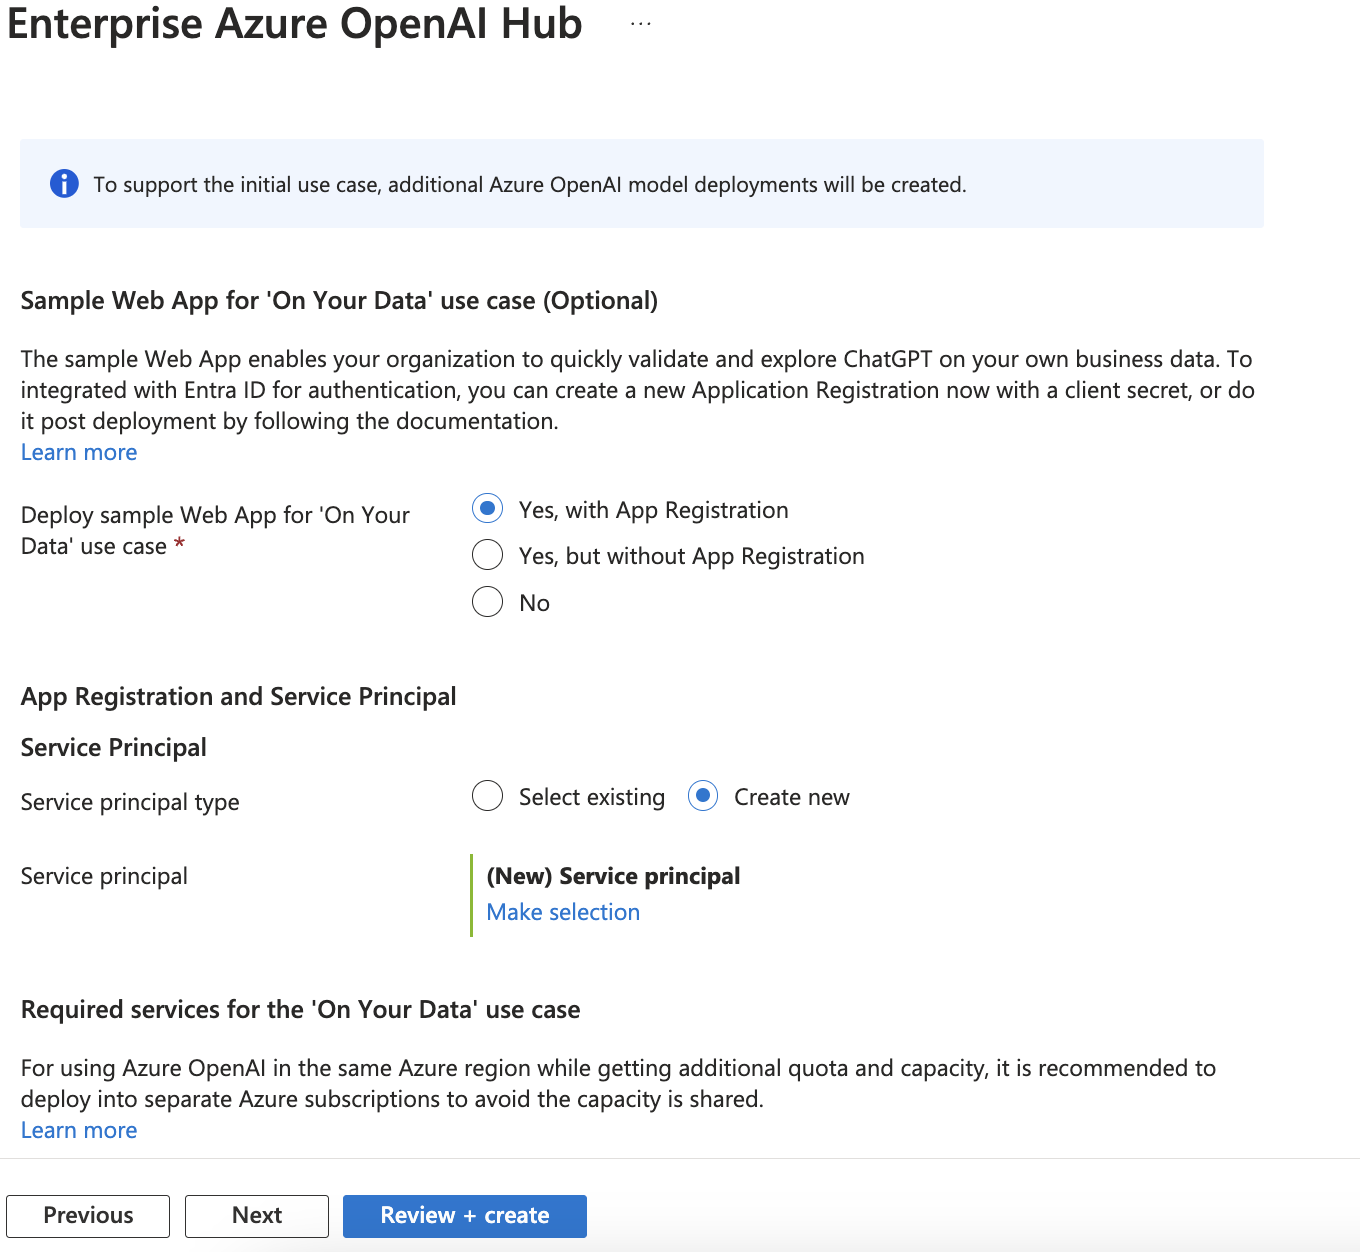 Enterprise Azure OpenAI Hub ...
To support the initial use case, additional Azure OpenAI model deployments will be created.
Sample Web App for 'On Your Data' use case (Optional)
The sample Web App enables your organization to quickly validate and explore ChatGPT on your own business data. To
integrated with Entra ID for authentication, you can create a new Application Registration now with a client secret, or do
it post deployment by following the documentation.
Learn more
Deploy sample Web App for 'On Your
Data' use case *
Yes, with App Registration
Yes, but without App Registration
No
App Registration and Service Principal
Service Principal
Service principal type
Select existing
Create new
Service principal
(New) Service principal
Make selection
Required services for the 'On Your Data' use case
For using Azure OpenAI in the same Azure region while getting additional quota and capacity, it is recommended to
deploy into separate Azure subscriptions to avoid the capacity is shared.
Learn more
Previous
Next
Review + create